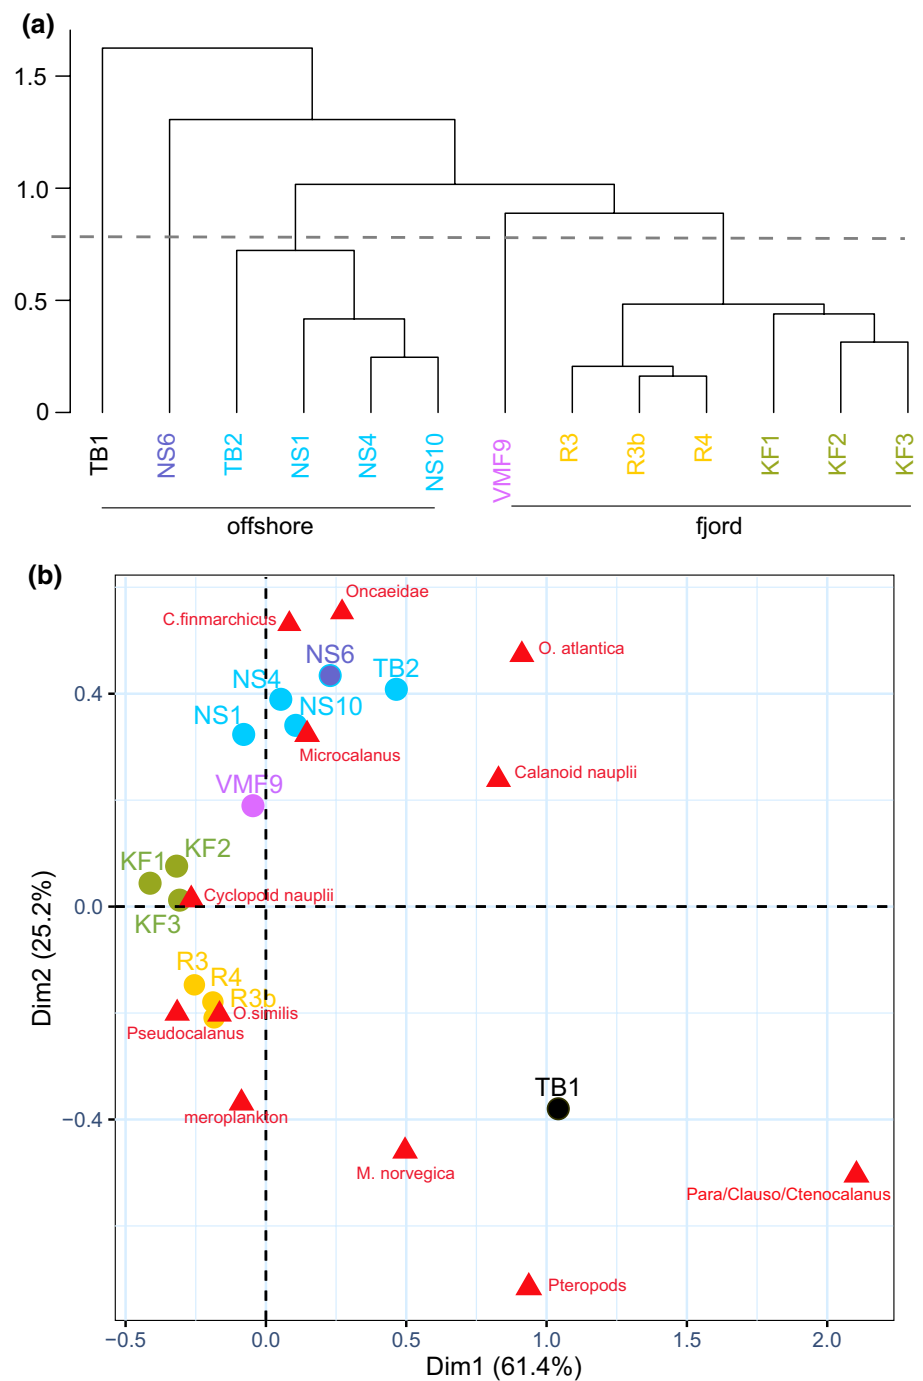 (a)
1.5
1.0
0.5
0
TB1
NS6
TB2
NS1
NS4
NS10
VMF9
R3
R3b
R4
KF1
KF2
KF3
offshore
fjord
(b)
Oncaeidae
C.finmarchicus
O. atlantica
NS6
TB2
NS4
0.4
NS10
NS1
Microcalanus
Calanoid nauplii
VMF9
KF2
KF1
Cyclopoid nauplii
0.0
KF3
R3
R4
R3b
O.similis
Pseudocalanus
TB1
meroplankton
−0.4
M. norvegica
Para/Clauso/Ctenocalanus
Pteropods
Dim2 (25.2%)
−0.5
0.0
0.5
1.0
1.5
2.0
Dim1 (61.4%)